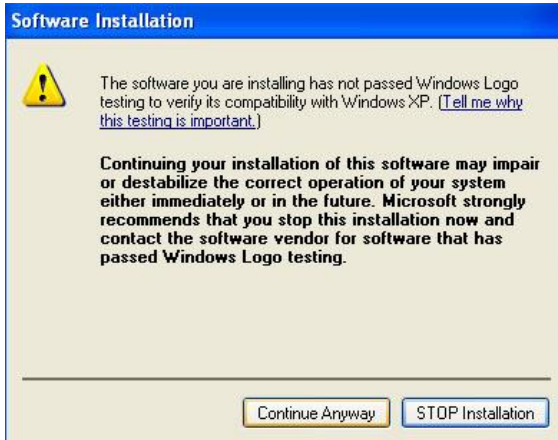 Software Installation
The software you are installing has not passed Windows Logo
testing to verify its compatibility with Windows XP. (Tell me why
this testing is important.)
Continuing your installation of this software may impair
or destabilize the correct operation of your system
either immediately or in the future. Microsoft strongly
recommends that you stop this installation now and
contact the software vendor for software that has
passed Windows Logo testing.
Continue Anyway
STOP Installation